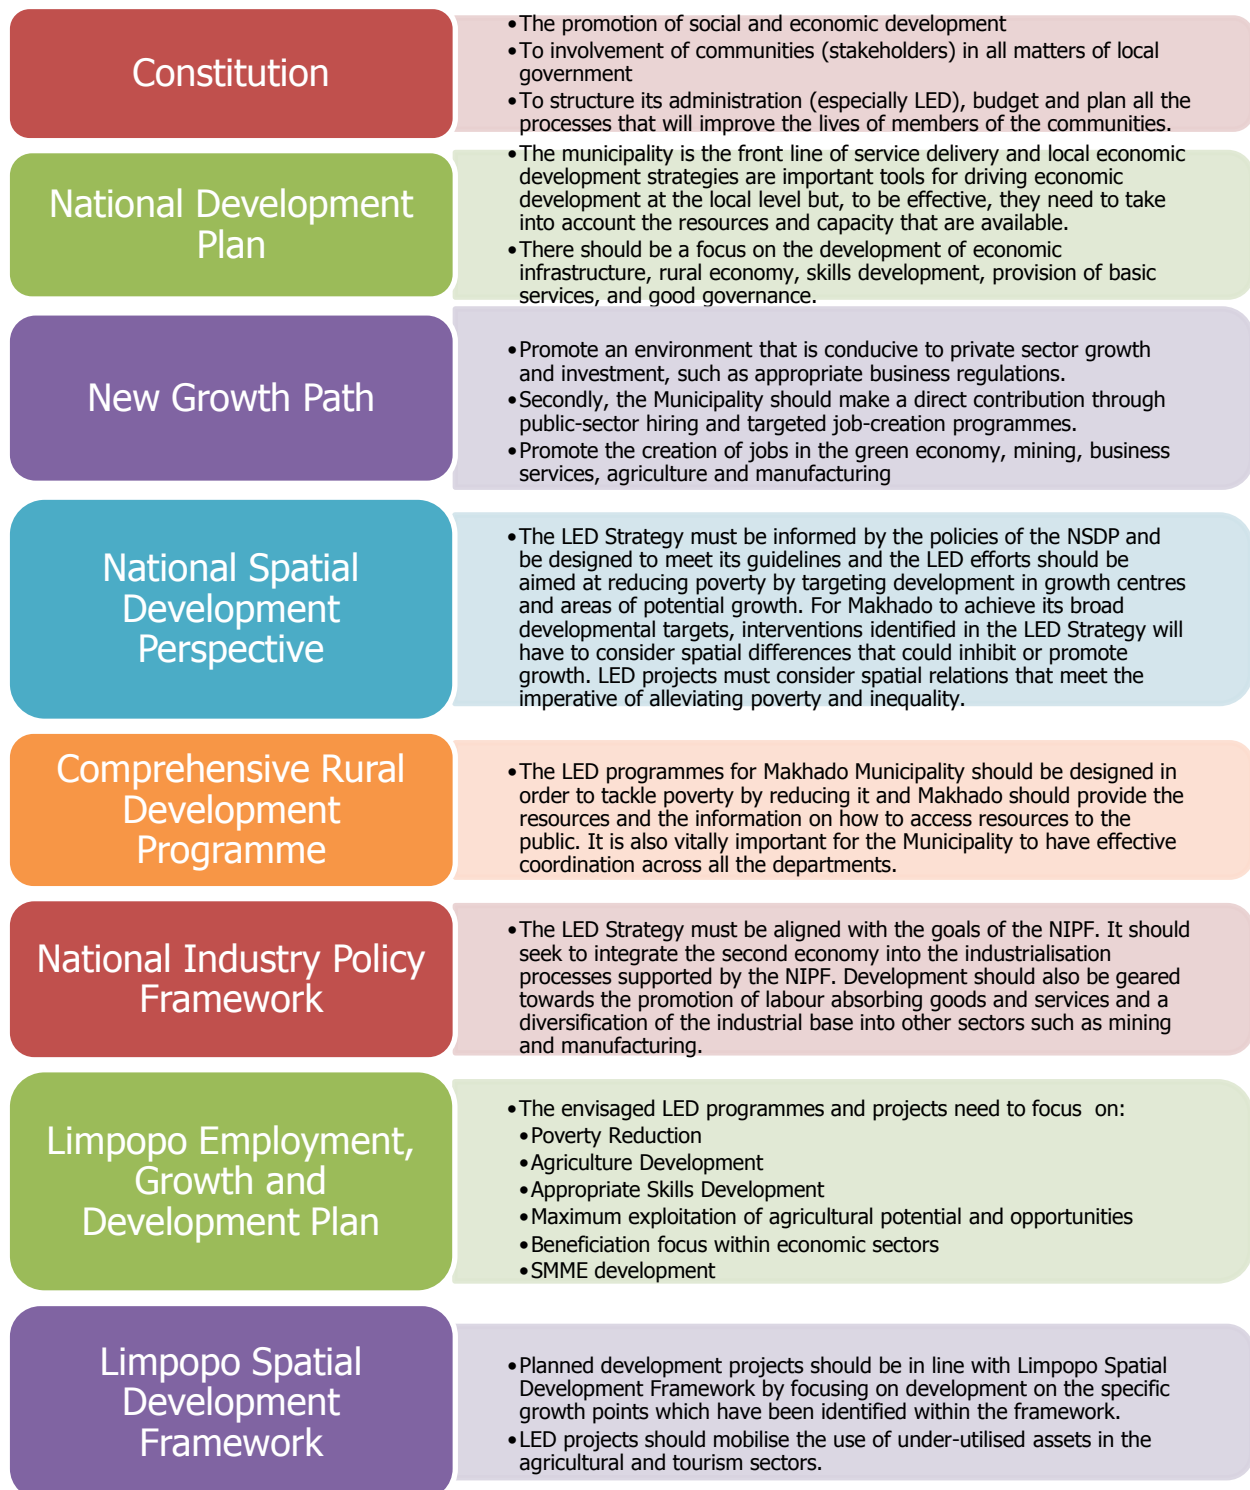 Constitution
•The promotion of social and economic development
•To involvement of communities (stakeholders) in all matters of local
government
•To structure its administration (especially LED), budget and plan all the
processes that will improve the lives of members of the communities.
National Development
Plan
•The municipality is the front line of service delivery and local economic
development strategies are important tools for driving economic
development at the local level but, to be effective, they need to take
into account the resources and capacity that are available.
•There should be a focus on the development of economic
infrastructure, rural economy, skills development, provision of basic
services, and good governance.
New Growth Path
•Promote an environment that is conducive to private sector growth
and investment, such as appropriate business regulations.
•Secondly, the Municipality should make a direct contribution through
public-sector hiring and targeted job-creation programmes.
•Promote the creation of jobs in the green economy, mining, business
services, agriculture and manufacturing
National Spatial
Development
Perspective
•The LED Strategy must be informed by the policies of the NSDP and
be designed to meet its guidelines and the LED efforts should be
aimed at reducing poverty by targeting development in growth centres
and areas of potential growth. For Makhado to achieve its broad
developmental targets, interventions identified in the LED Strategy will
have to consider spatial differences that could inhibit or promote
growth. LED projects must consider spatial relations that meet the
imperative of alleviating poverty and inequality.
Comprehensive Rural
Development
Programme
•The LED programmes for Makhado Municipality should be designed in
order to tackle poverty by reducing it and Makhado should provide the
resources and the information on how to access resources to the
public. It is also vitally important for the Municipality to have effective
coordination across all the departments.
National Industry Policy
Framework
•The LED Strategy must be aligned with the goals of the NIPF. It should
seek to integrate the second economy into the industrialisation
processes supported by the NIPF. Development should also be geared
towards the promotion of labour absorbing goods and services and a
diversification of the industrial base into other sectors such as mining
and manufacturing.
Limpopo Employment,
Growth and
Development Plan
•The envisaged LED programmes and projects need to focus  on:
•Poverty Reduction
•Agriculture Development
•Appropriate Skills Development
•Maximum exploitation of agricultural potential and opportunities
•Beneficiation focus within economic sectors
•SMME development
Limpopo Spatial
Development
Framework
•Planned development projects should be in line with Limpopo Spatial
Development Framework by focusing on development on the specific
growth points which have been identified within the framework.
•LED projects should mobilise the use of under-utilised assets in the
agricultural and tourism sectors.